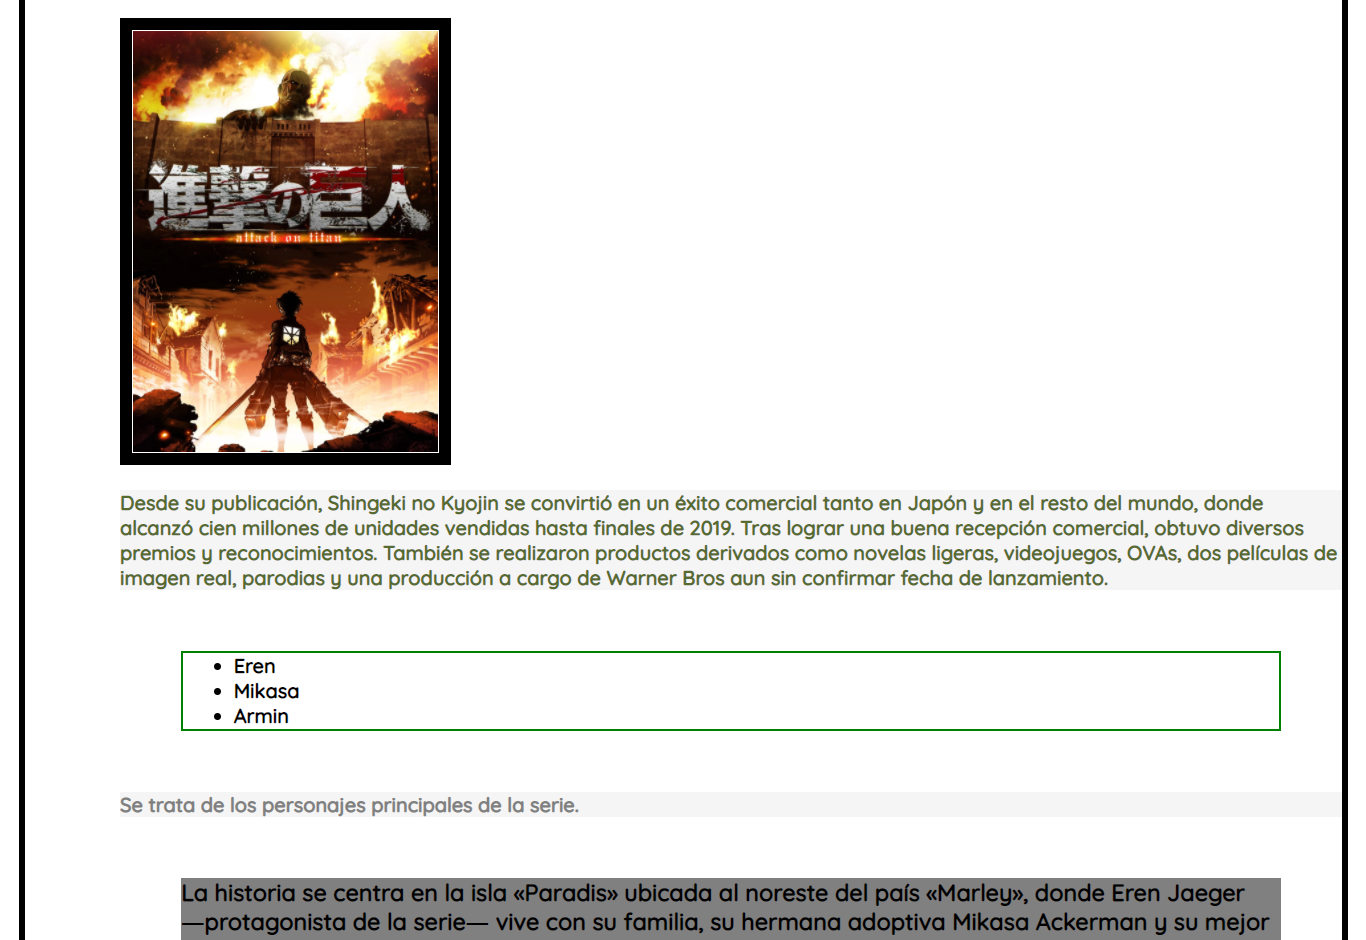 進撃の巨人
attack on titan
Desde su publicación, Shingeki no Kyojin se convirtió en un éxito comercial tanto en Japón y en el resto del mundo, donde
alcanzó cien millones de unidades vendidas hasta finales de 2019. Tras lograr una buena recepción comercial, obtuvo diversos
premios y reconocimientos. También se realizaron productos derivados como novelas ligeras, videojuegos, OVAs, dos películas de
imagen real, parodias y una producción a cargo de Warner Bros aun sin confirmar fecha de lanzamiento.
• Eren
• Mikasa
• Armin
Se trata de los personajes principales de la serie.
La historia se centra en la isla «Paradis» ubicada al noreste del país «Marley», donde Eren Jaeger
—protagonista de la serie— vive con su familia, su hermana adoptiva Mikasa Ackerman y su mejor